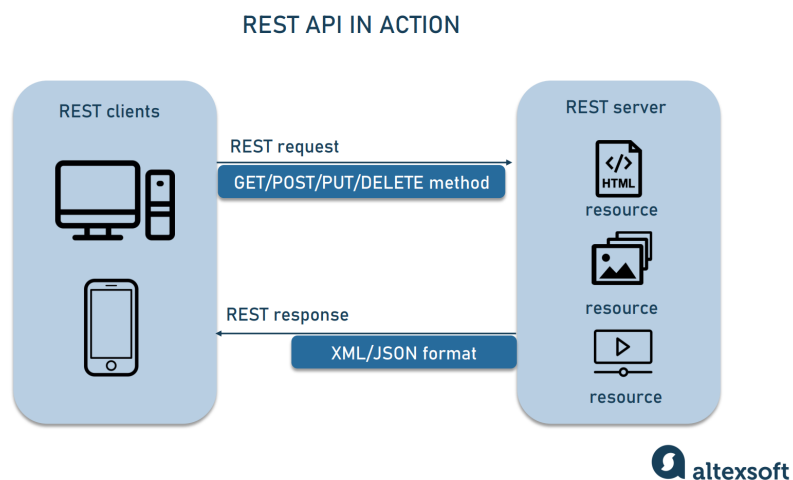 REST API IN ACTION
REST clients
REST server
REST request
GET/POST/PUT/DELETE method
</>
HTML
resource
resource
REST response
XML/JSON format
resource
altexsoft